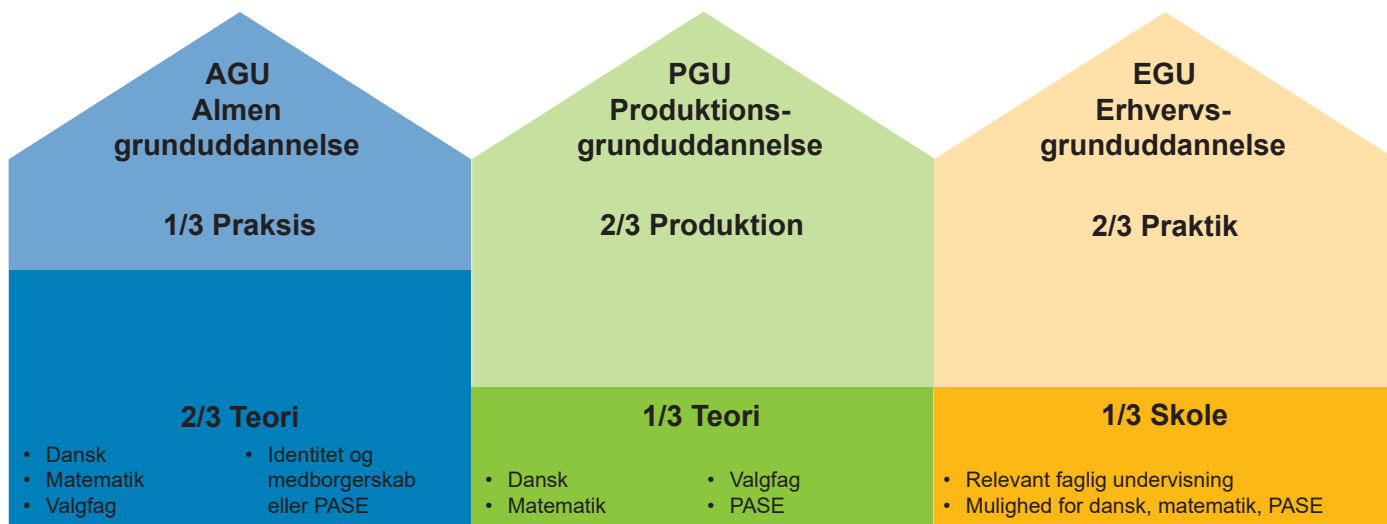 AGU
Almen
grunduddannelse
1/3 Praksis
2/3 Teori
• Dansk
• Matematik
• Valgfag
• Identitet og
medborgerskab
eller PASE
PGU
Produktions-
grunduddannelse
2/3 Produktion
1/3 Teori
• Dansk
• Matematik
• Valgfag
• PASE
EGU
Erhvervs-
grunduddannelse
2/3 Praktik
1/3 Skole
• Relevant faglig undervisning
• Mulighed for dansk, matematik, PASE